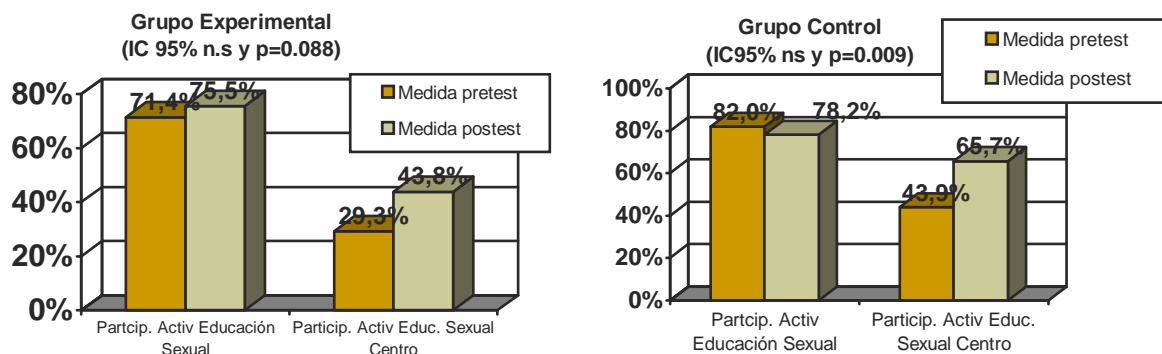 Grupo Experimental
(IC 95% n.s y p=0.088)
Medida pretest
Medida postest
80%
60%
40%
20%
0%
71,4%
75,5%
29,3%
43,8%
Partcip. Activ Educación
Sexual
Particip. Activ Educ. Sexual
Centro
Grupo Control
(IC95% ns y p=0.009)
Medida pretest
Medida postest
100%
80%
60%
40%
20%
0%
82,0%
78,2%
43,9%
65,7%
Partcip. Activ
Educación Sexual
Particip. Activ Educ.
Sexual Centro